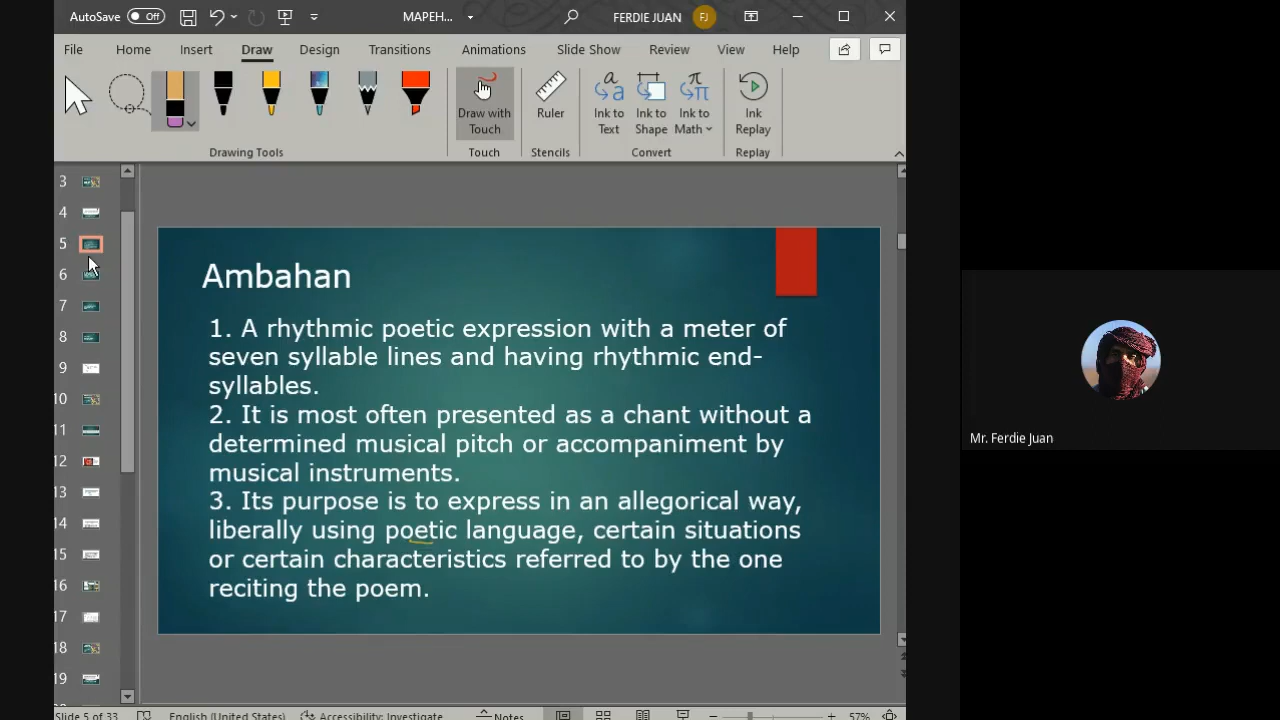 AutoSave Off MAPEH... FERDIE JUAN FJ
File Home Insert Draw Design Transitions Animations Slide Show Review View Help
Draw with Touch
Ruler
Ink to Text
Ink to Shape
Ink to Math
Ink Replay
Drawing Tools Touch Stencils Convert Replay
3
4
5
6
7
8
9
10
11
12
13
14
15
16
17
18
19
Ambahan
1. A rhythmic poetic expression with a meter of
seven syllable lines and having rhythmic end-
syllables.
2. It is most often presented as a chant without a
determined musical pitch or accompaniment by
musical instruments.
3. Its purpose is to express in an allegorical way,
liberally using poetic language, certain situations
or certain characteristics referred to by the one
reciting the poem.
Mr. Ferdie Juan
Slide 5 of 33 English (United States) Accessibility: Investigate Notes 57%